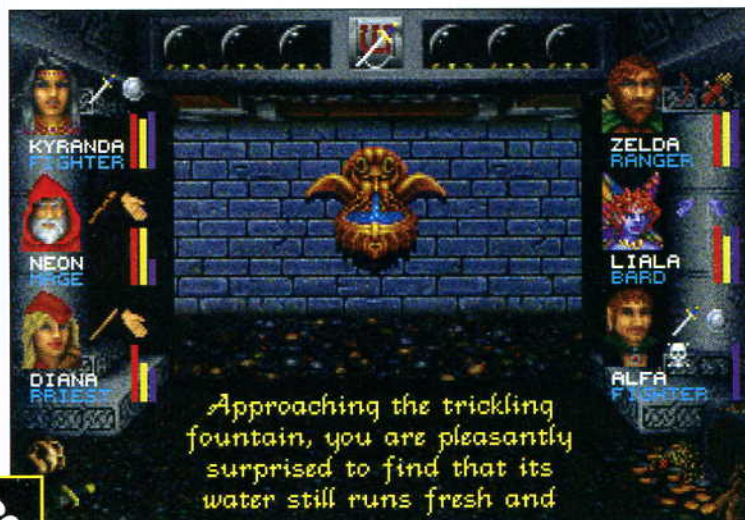 KYRANDA
FIGHTER
NEON
MAGE
DIANA
PRIEST
ZELDA
RANGER
LIALA
BARD
ALFA
FIGHTER
Approaching the trickling
fountain, you are pleasantly
surprised to find that its
water still runs fresh and